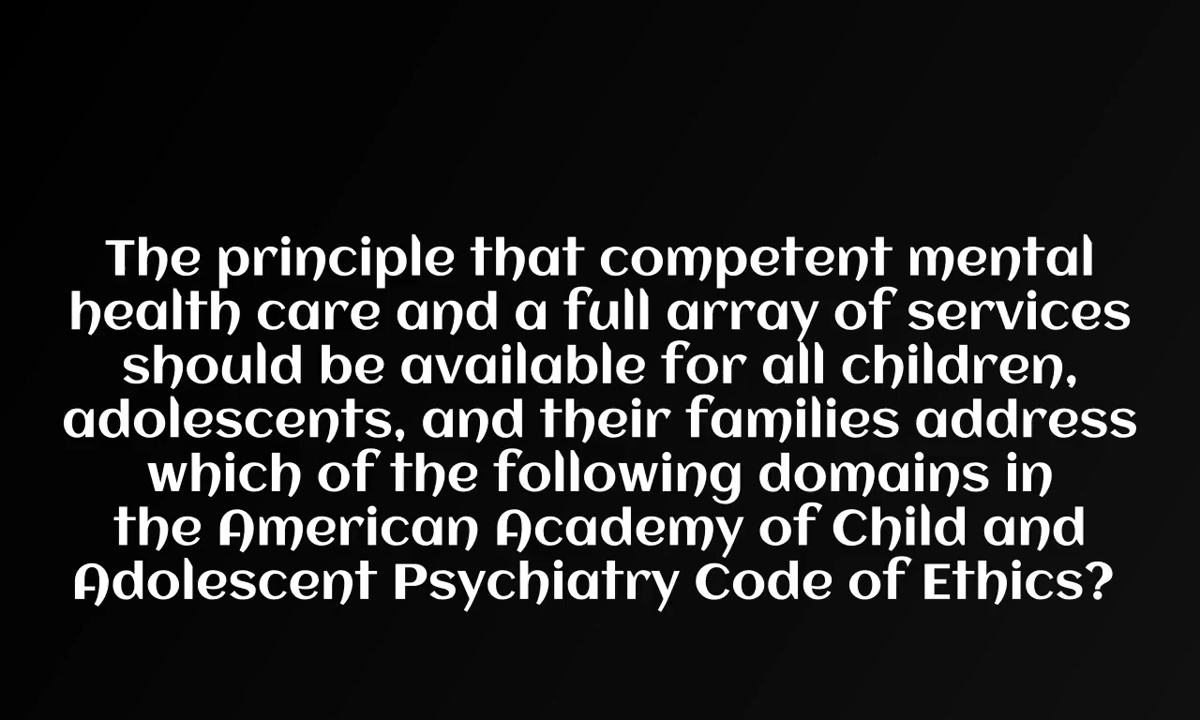 The principle that competent mental
health care and a full array of services
should be available for all children,
adolescents, and their families address
which of the following domains in
the American Academy of Child and
Adolescent Psychiatry Code of Ethics?